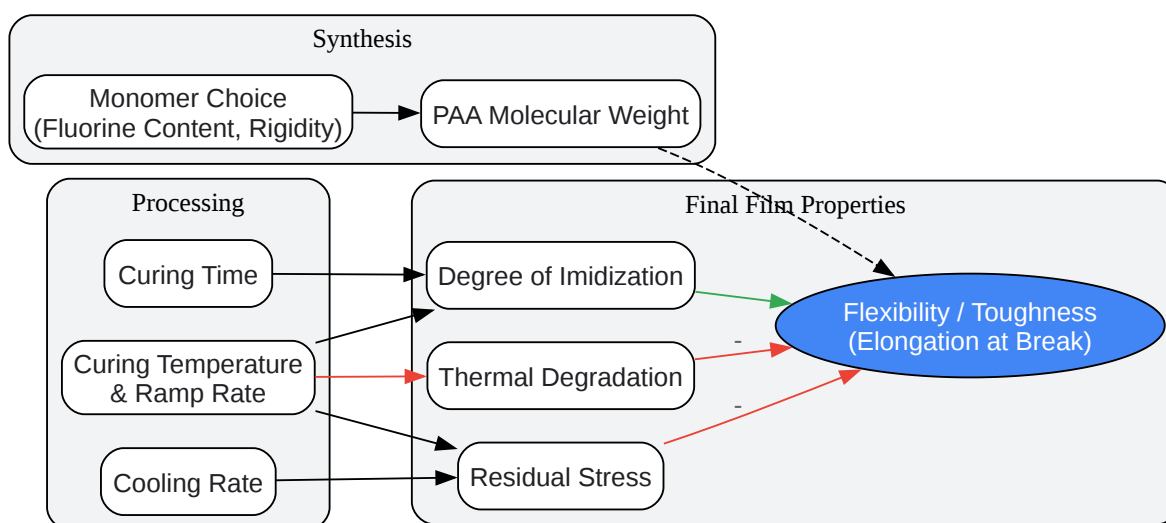 Synthesis
Monomer Choice
(Fluorine Content, Rigidity)
PAA Molecular Weight
Processing
Curing Time
Curing Temperature
& Ramp Rate
Cooling Rate
Final Film Properties
Degree of Imidization
Thermal Degradation
Residual Stress
-
-
Flexibility / Toughness
(Elongation at Break)